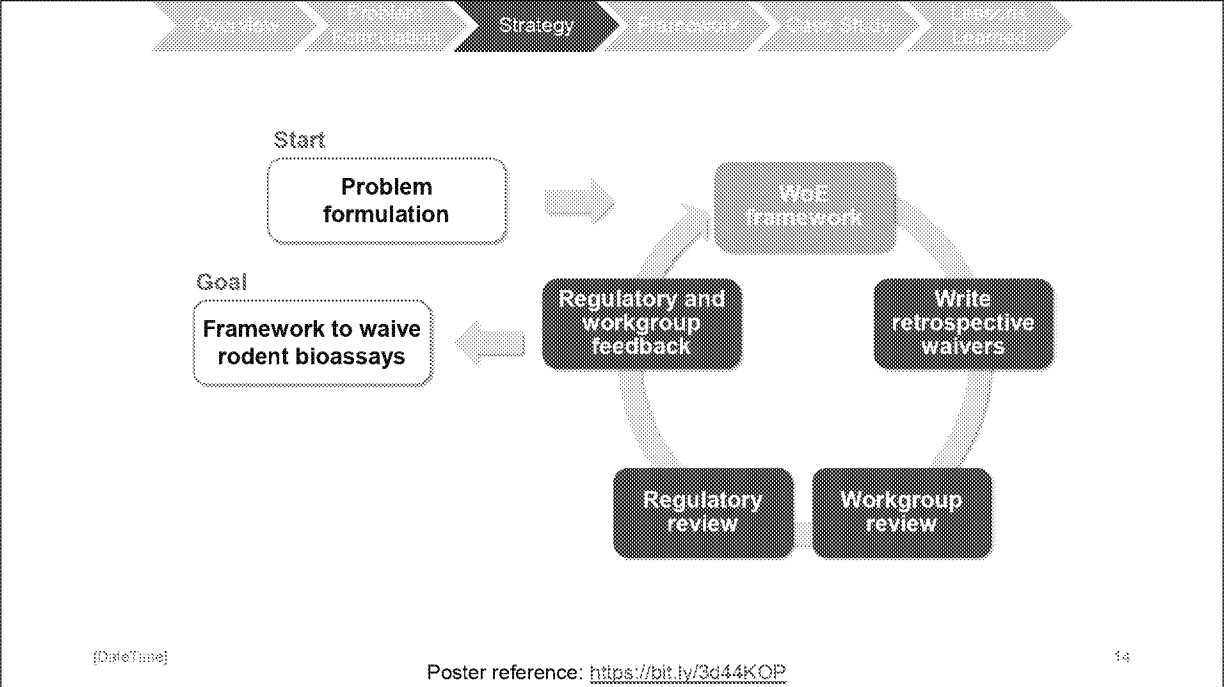 Overview
Problem
Formulation
Strategy
Framework
Case Study
Lessons
Learned
Start
Problem
formulation
WoE
framework
Goal
Framework to waive
rodent bioassays
Regulatory and
workgroup
feedback
Write
retrospective
waivers
Regulatory
review
Workgroup
review
[DateTime]
Poster reference: https://bit.ly/3d44KOP
14